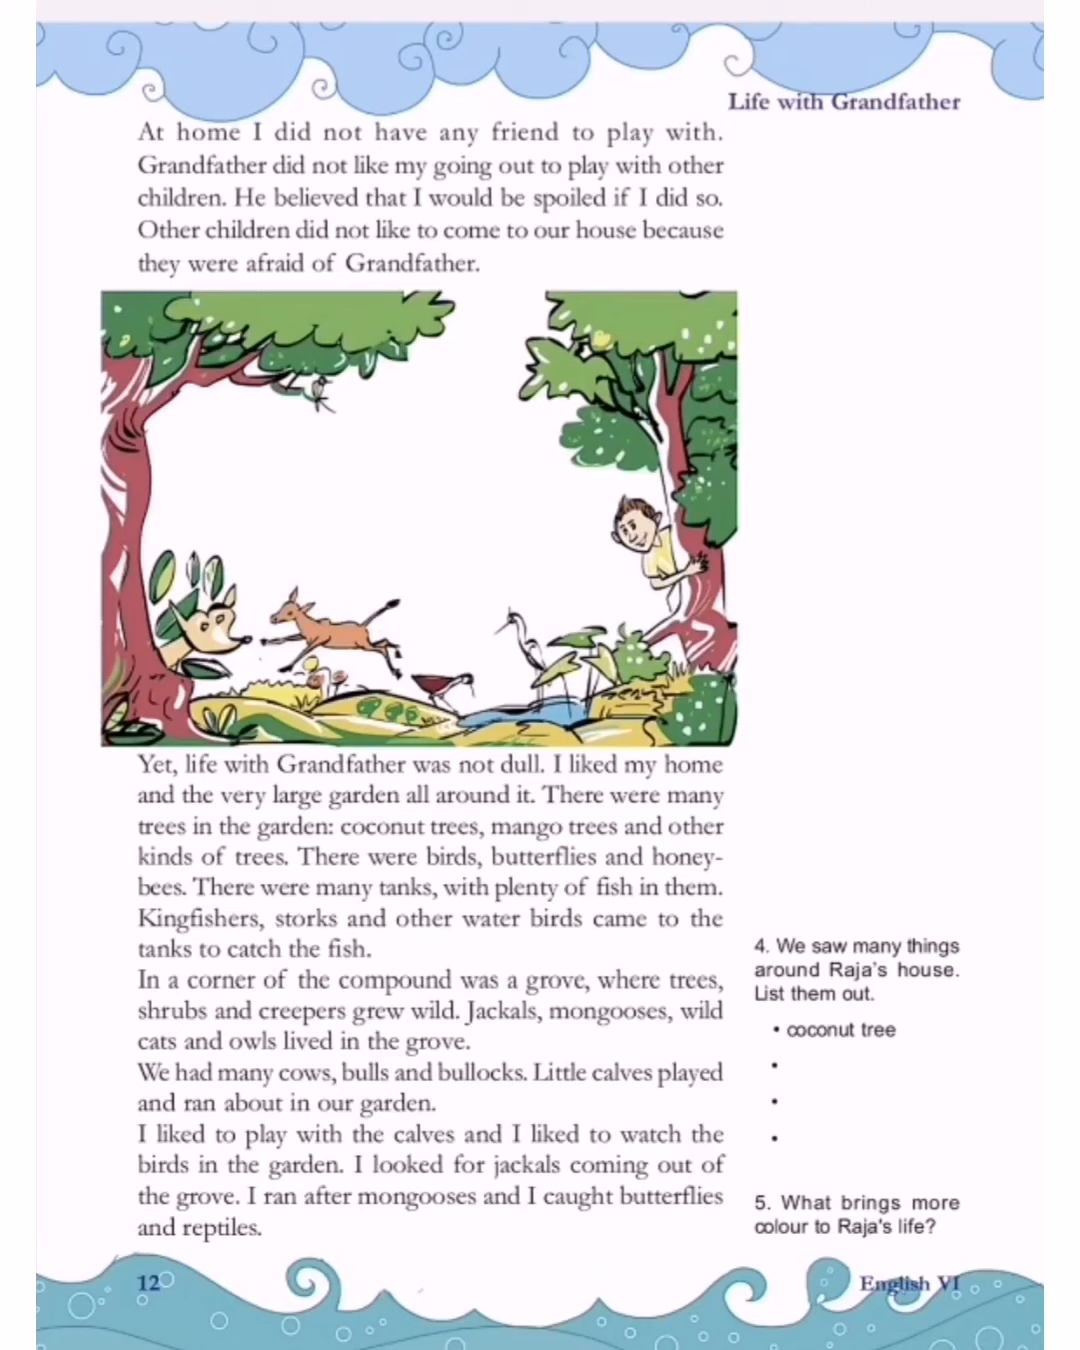 Life with Grandfather
At home I did not have any friend to play with.
Grandfather did not like my going out to play with other
children. He believed that I would be spoiled if I did so.
Other children did not like to come to our house because
they were afraid of Grandfather.
Yet, life with Grandfather was not dull. I liked my home
and the very large garden all around it. There were many
trees in the garden: coconut trees, mango trees and other
kinds of trees. There were birds, butterflies and honey-
bees. There were many tanks, with plenty of fish in them.
Kingfishers, storks and other water birds came to the
tanks to catch the fish.
In a corner of the compound was a grove, where trees,
shrubs and creepers grew wild. Jackals, mongooses, wild
cats and owls lived in the grove.
We had many cows, bulls and bullocks. Little calves played
and ran about in our garden.
I liked to play with the calves and I liked to watch the
birds in the garden. I looked for jackals coming out of
the grove. I ran after mongooses and I caught butterflies
and reptiles.
4. We saw many things
around Raja's house.
List them out.
• coconut tree
•
•
•
5. What brings more
colour to Raja's life?
12
English VI